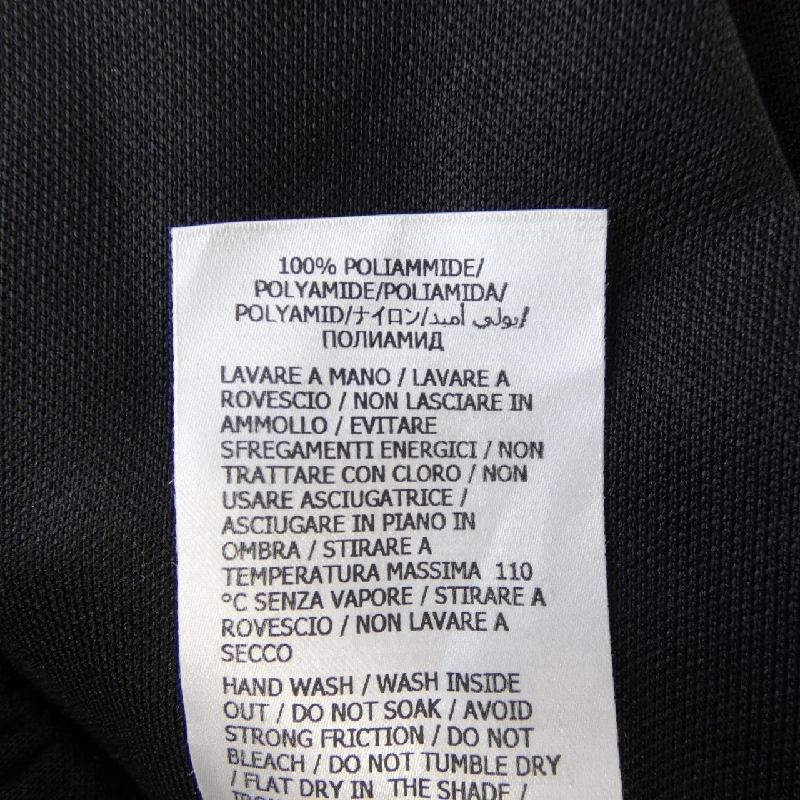 100% POLIAMMIDE/
POLYAMIDE/POLIAMIDA/
POLYAMID/ナイロン/بولي أميد/
ПОЛИАМИД
LAVARE A MANO / LAVARE A
ROVESCIO / NON LASCIARE IN
AMMOLLO / EVITARE
SFREGAMENTI ENERGICI / NON
TRATTARE CON CLORO / NON
USARE ASCIUGATRICE /
ASCIUGARE IN PIANO IN
OMBRA / STIRARE A
TEMPERATURA MASSIMA 110
°C SENZA VAPORE / STIRARE A
ROVESCIO / NON LAVARE A
SECCO
HAND WASH / WASH INSIDE
OUT / DO NOT SOAK / AVOID
STRONG FRICTION / DO NOT
BLEACH / DO NOT TUMBLE DRY
/ FLAT DRY IN THE SHADE /